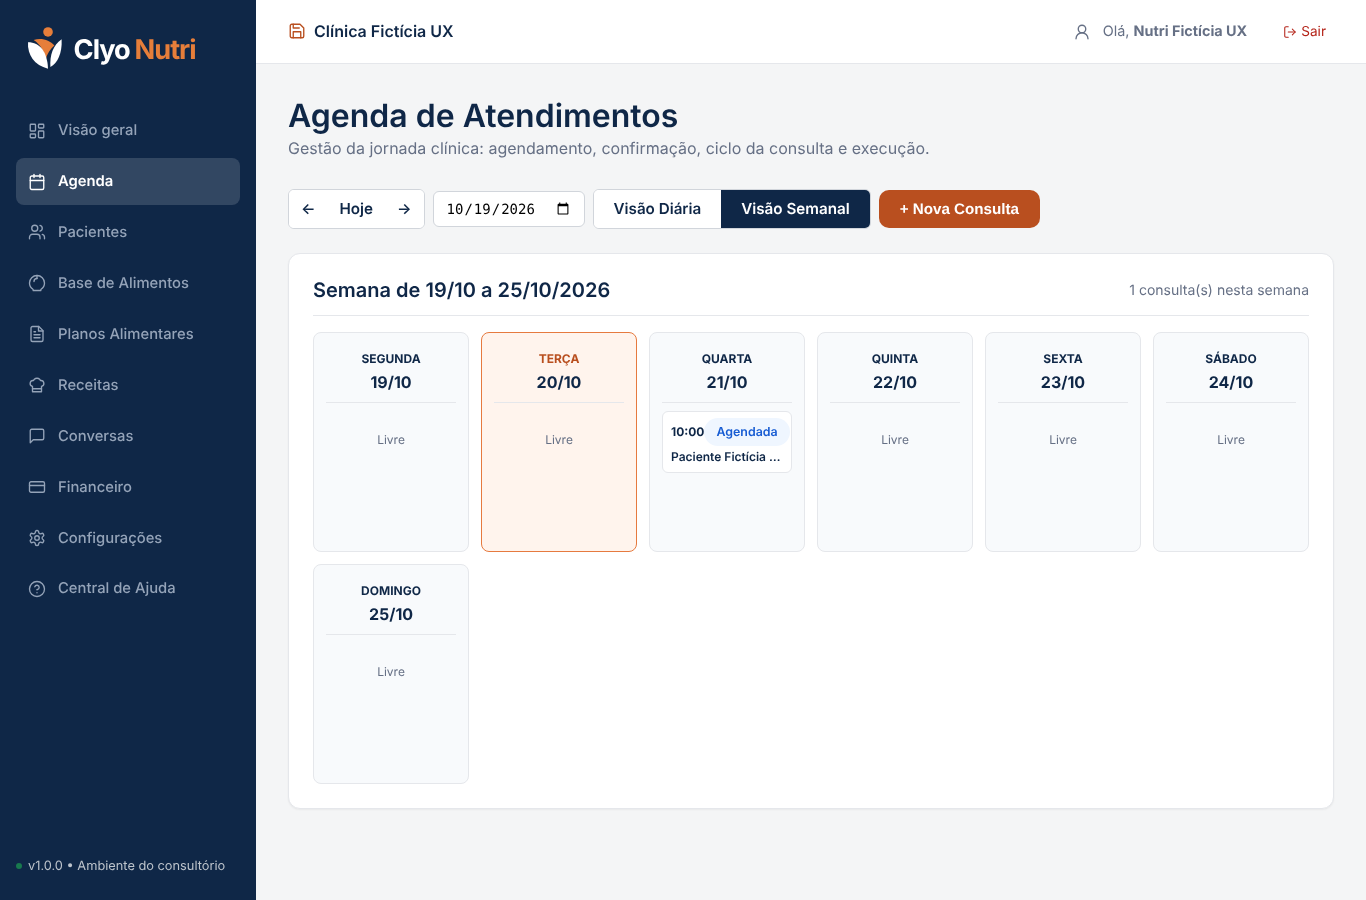 Clyo Nutri
Clínica Fictícia UX
Olá, Nutri Fictícia UX
Sair
Visão geral
Agenda
Pacientes
Base de Alimentos
Planos Alimentares
Receitas
Conversas
Financeiro
Configurações
Central de Ajuda
v1.0.0 • Ambiente do consultório
Agenda de Atendimentos
Gestão da jornada clínica: agendamento, confirmação, ciclo da consulta e execução.
← Hoje →
10/19/2026
Visão Diária
Visão Semanal
+ Nova Consulta
Semana de 19/10 a 25/10/2026
1 consulta(s) nesta semana
SEGUNDA
19/10
Livre
TERÇA
20/10
Livre
QUARTA
21/10
10:00 Agendada
Paciente Fictícia ...
QUINTA
22/10
Livre
SEXTA
23/10
Livre
SÁBADO
24/10
Livre
DOMINGO
25/10
Livre